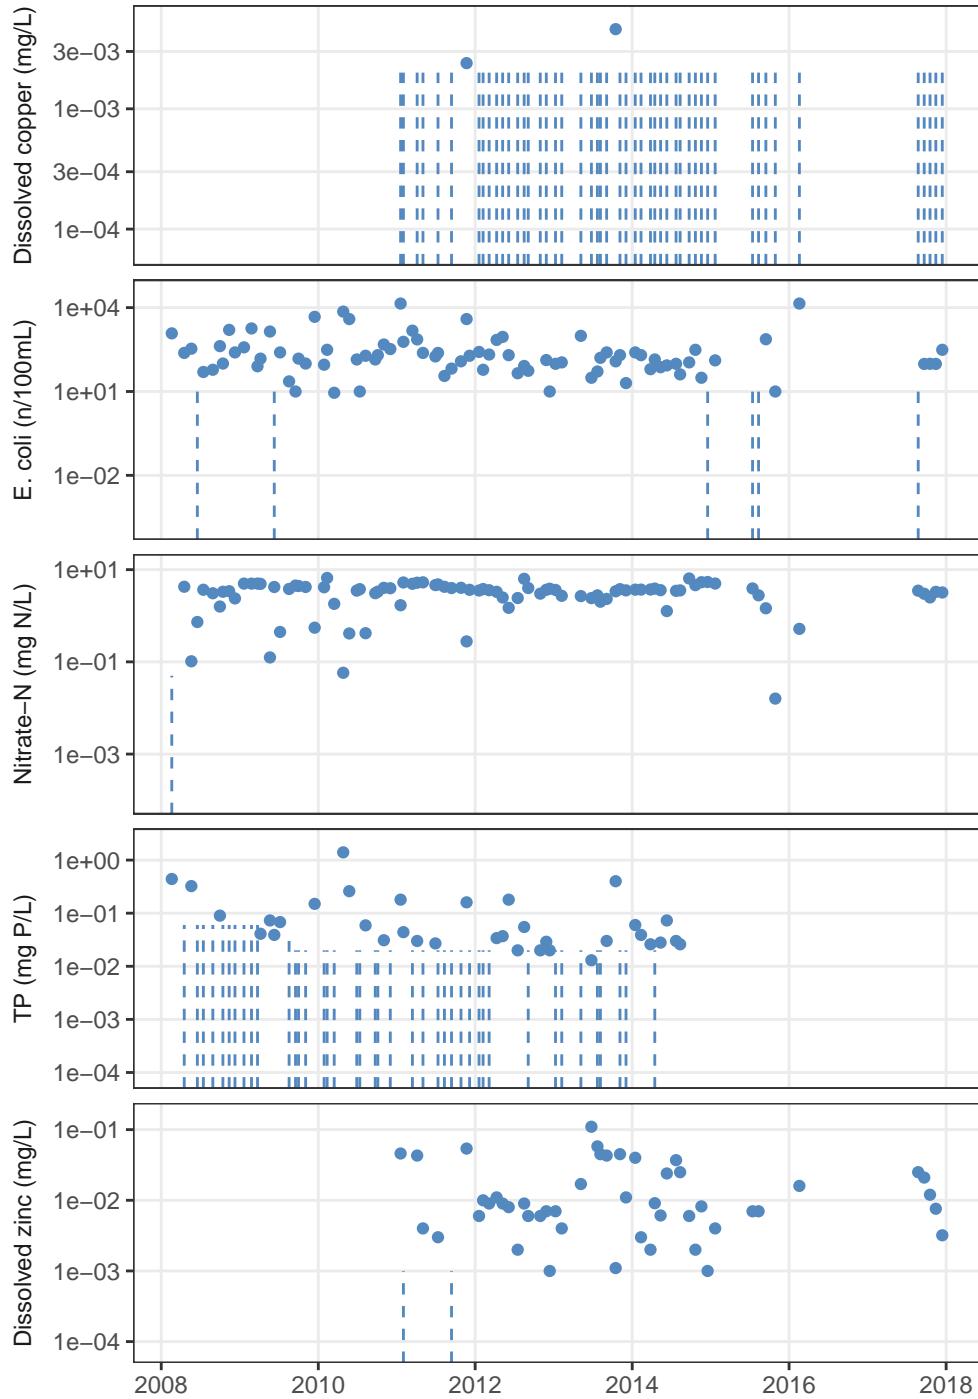 Dissolved copper (mg/L)
3e−03
1e−03
3e−04
1e−04
E. coli (n/100mL)
1e+04
1e+01
1e−02
Nitrate−N (mg N/L)
1e+01
1e−01
1e−03
TP (mg P/L)
1e+00
1e−01
1e−02
1e−03
1e−04
Dissolved zinc (mg/L)
1e−01
1e−02
1e−03
1e−04
2008 2010 2012 2014 2016 2018